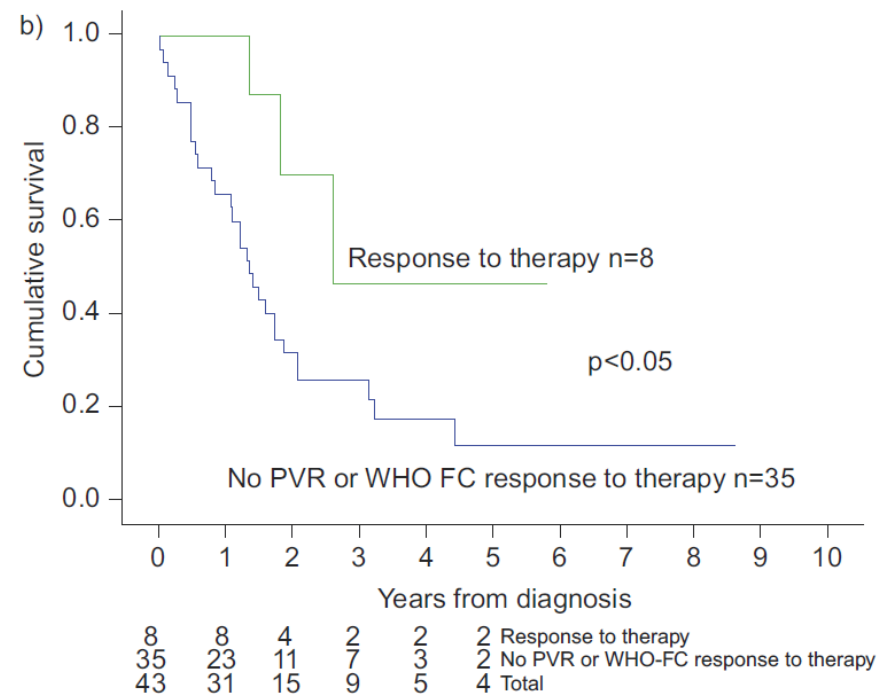 b)
1.0
0.8
0.6
0.4
0.2
0.0
Cumulative survival
Response to therapy n=8
p<0.05
No PVR or WHO FC response to therapy n=35
0 1 2 3 4 5 6 7 8 9 10
Years from diagnosis
8 8 4 2 2 2 Response to therapy
35 23 11 7 3 2 No PVR or WHO-FC response to therapy
43 31 15 9 5 4 Total